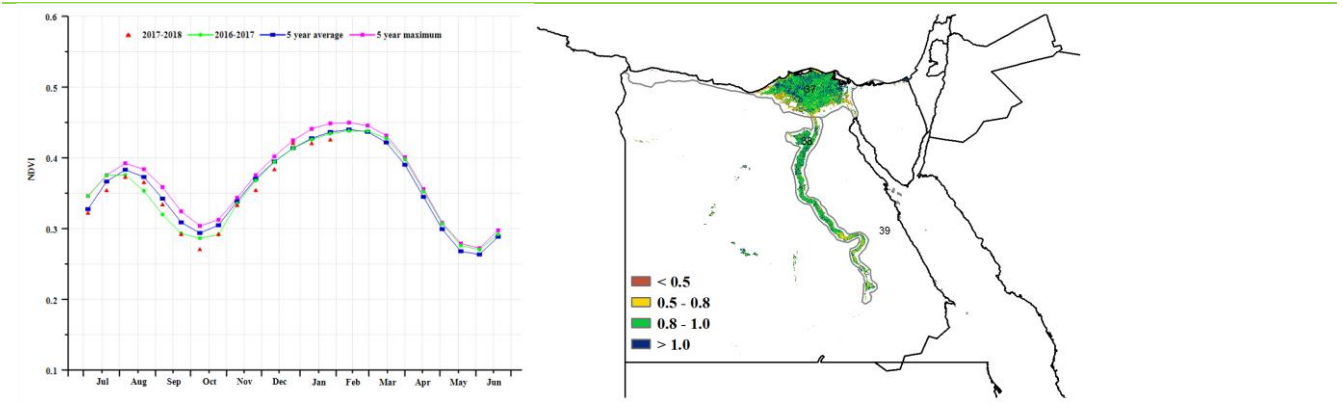 0.6
2017-2018 2016-2017 5 year average 5 year maximum
0.5
0.4
NDVI
0.3
0.2
0.1
Jul Aug Sep Oct Nov Dec Jan Feb Mar Apr May Jun
37
38
39
< 0.5
0.5 - 0.8
0.8 - 1.0
> 1.0